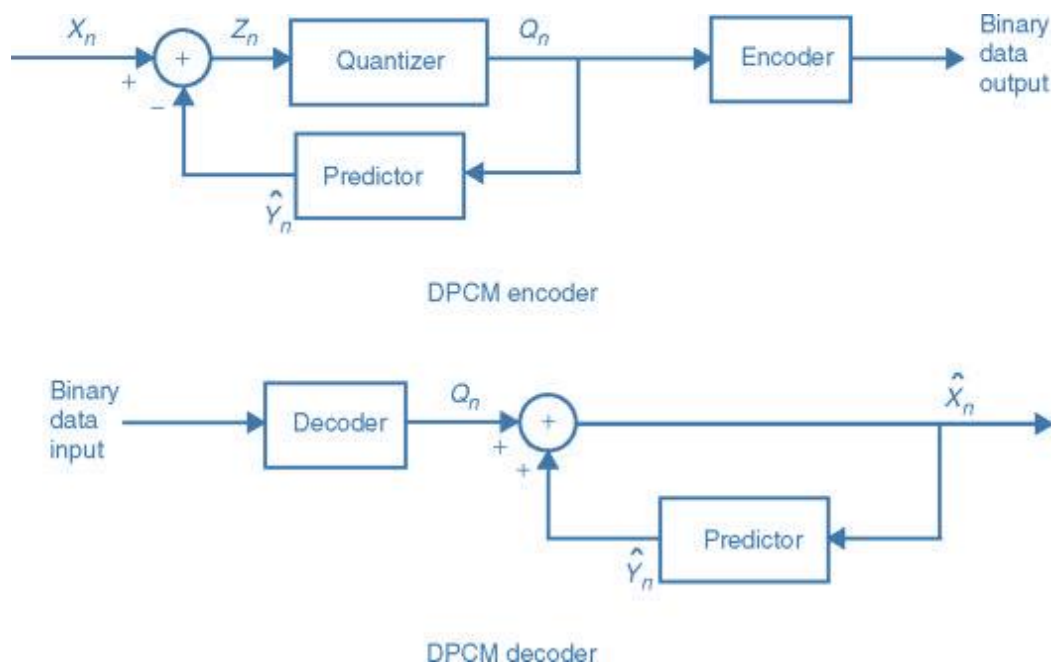 Xn
+
+
−
Zn
Quantizer
Qn
Encoder
Binary
data
output
Predictor
Ŷn
DPCM encoder
Binary
data
input
Decoder
Qn
+
+
+
X̂n
Predictor
Ŷn
DPCM decoder